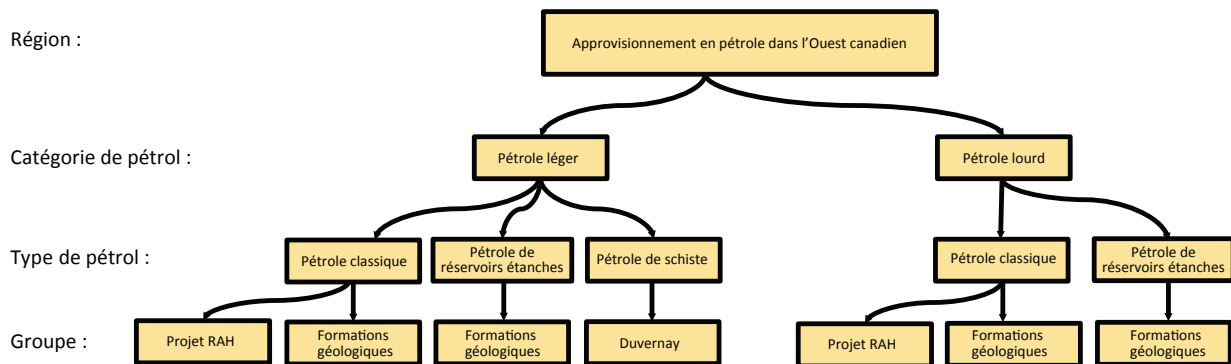 Région :
Approvisionnement en pétrole dans l'Ouest canadien
Catégorie de pétrol :
Pétrole léger
Pétrole lourd
Type de pétrol :
Pétrole classique
Pétrole de
réservoirs étanches
Pétrole de schiste
Pétrole classique
Pétrole de
réservoirs étanches
Groupe :
Projet RAH
Formations
géologiques
Formations
géologiques
Duvernay
Projet RAH
Formations
géologiques
Formations
géologiques